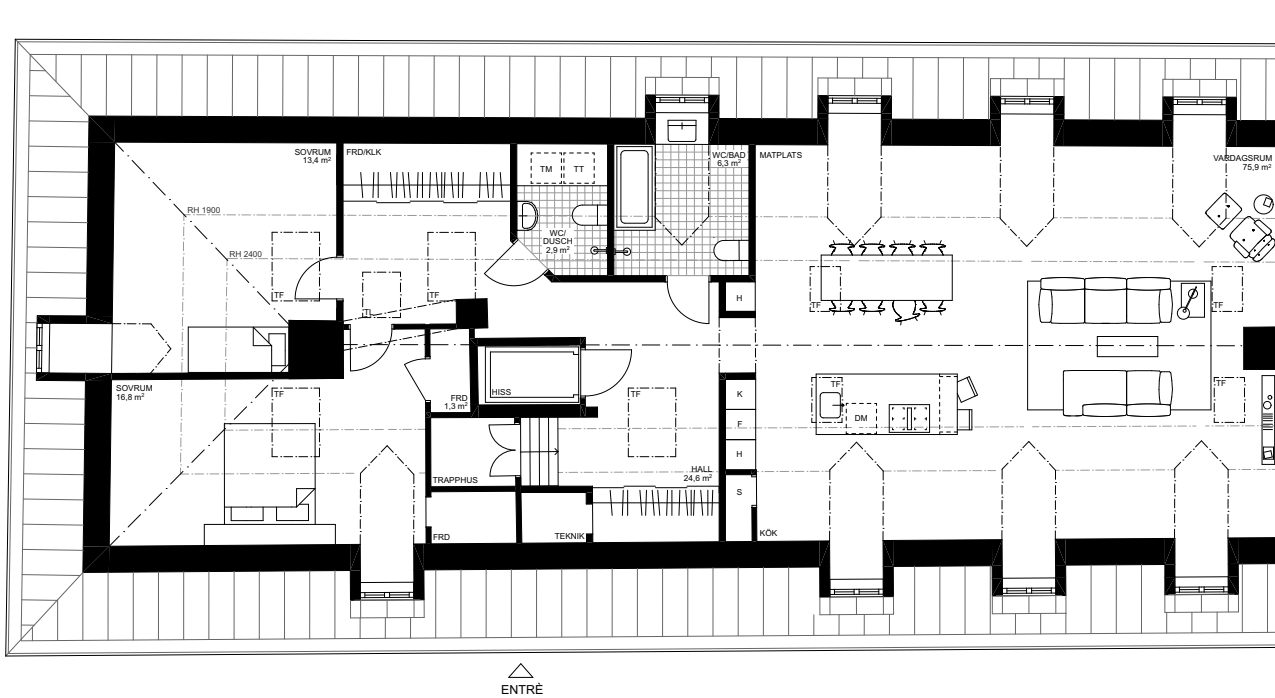 SOVRUM
13,4 m²
FRD/KLK
TM
TT
WC/BAD
6,3 m²
MATPLATS
VARDAGSRUM
75,9 m²
RH 1900
WC/
DUSCH
2,9 m²
RH 2400
TF
TF
TF
TF
H
TL
SOVRUM
16,8 m²
TF
HISS
FRD
1,3 m²
TF
K
TF
TF
DM
F
H
TRAPPHUS
HALL
24,6 m²
S
FRD
TEKNIK
KÖK
ENTRÈ